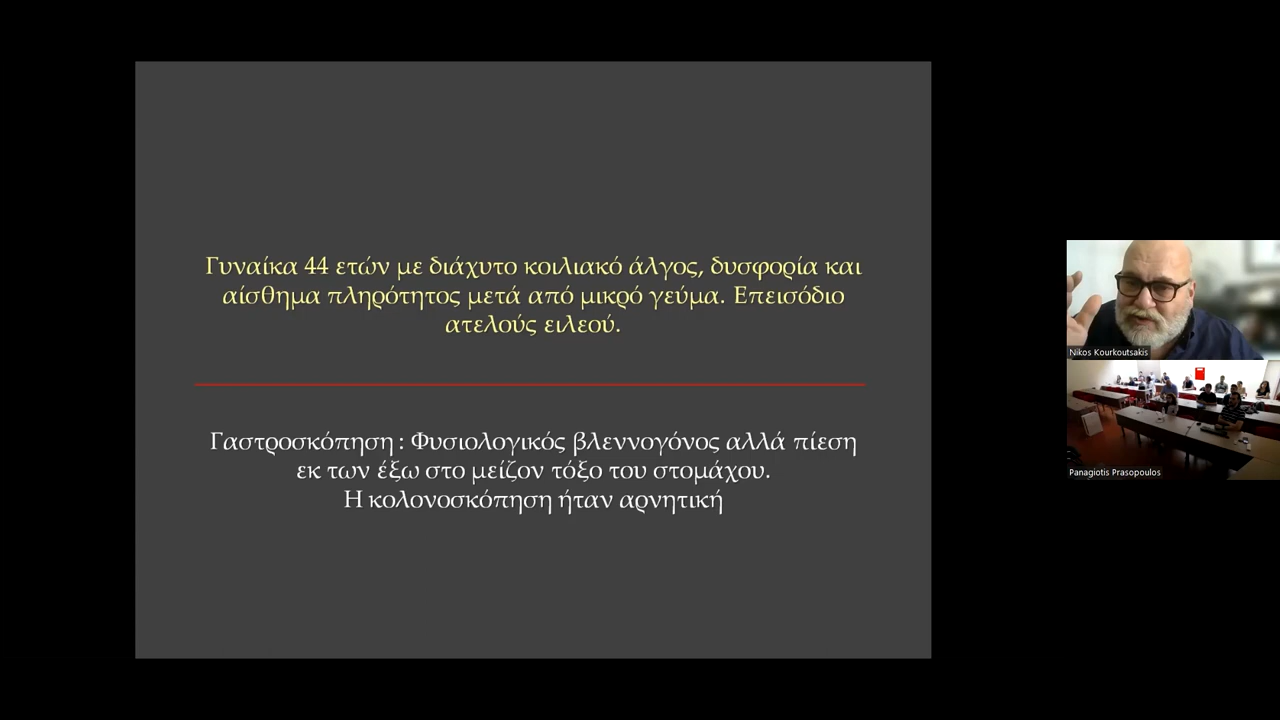 Γυναίκα 44 ετών με διάχυτο κοιλιακό άλγος, δυσφορία και
αίσθημα πληρότητος μετά από μικρό γεύμα. Επεισόδιο
ατελούς ειλεού.
Γαστροσκόπηση : Φυσιολογικός βλεννογόνος αλλά πίεση
εκ των έξω στο μείζον τόξο του στομάχου.
Η κολονοσκόπηση ήταν αρνητική
Nikos Kourkoutsakis
Panagiotis Prasopoulos